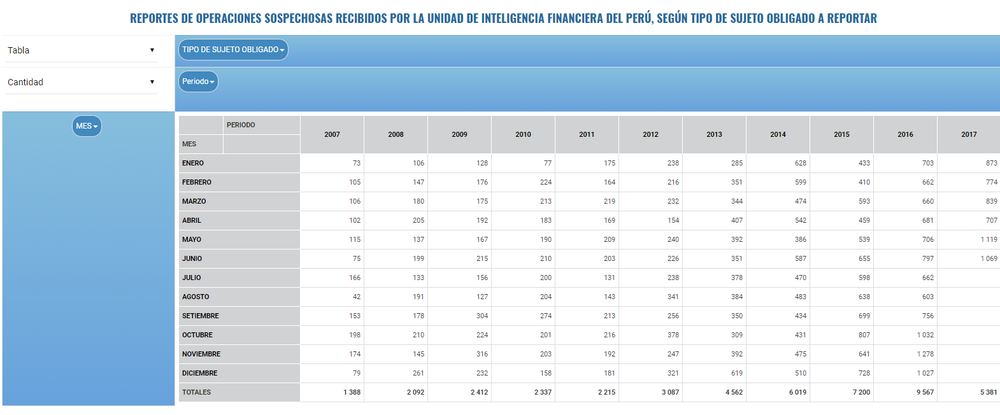 REPORTES DE OPERACIONES SOSPECHOSAS RECIBIDOS POR LA UNIDAD DE INTELIGENCIA FINANCIERA DEL PERÚ, SEGÚN TIPO DE SUJETO OBLIGADO A REPORTAR
Tabla
TIPO DE SUJETO OBLIGADO
Cantidad
Periodo
MES
PERIODO
2007 2008 2009 2010 2011 2012 2013 2014 2015 2016 2017
MES
ENERO 73 106 128 77 175 238 285 628 433 703 873
FEBRERO 105 147 176 224 164 216 351 599 410 662 774
MARZO 106 180 175 213 219 232 344 474 593 660 839
ABRIL 102 205 192 183 169 154 407 542 459 681 707
MAYO 115 137 167 190 209 240 392 386 539 706 1 119
JUNIO 75 199 215 210 203 226 351 587 655 797 1 069
JULIO 166 133 156 200 131 238 378 470 598 662
AGOSTO 42 191 127 204 143 341 384 483 638 603
SETIEMBRE 153 178 304 274 213 256 350 434 699 756
OCTUBRE 198 210 224 201 216 378 309 431 807 1 032
NOVIEMBRE 174 145 316 203 192 247 392 475 641 1 278
DICIEMBRE 79 261 232 158 181 321 619 510 728 1 027
TOTALES 1 388 2 092 2 412 2 337 2 215 3 087 4 562 6 019 7 200 9 567 5 381